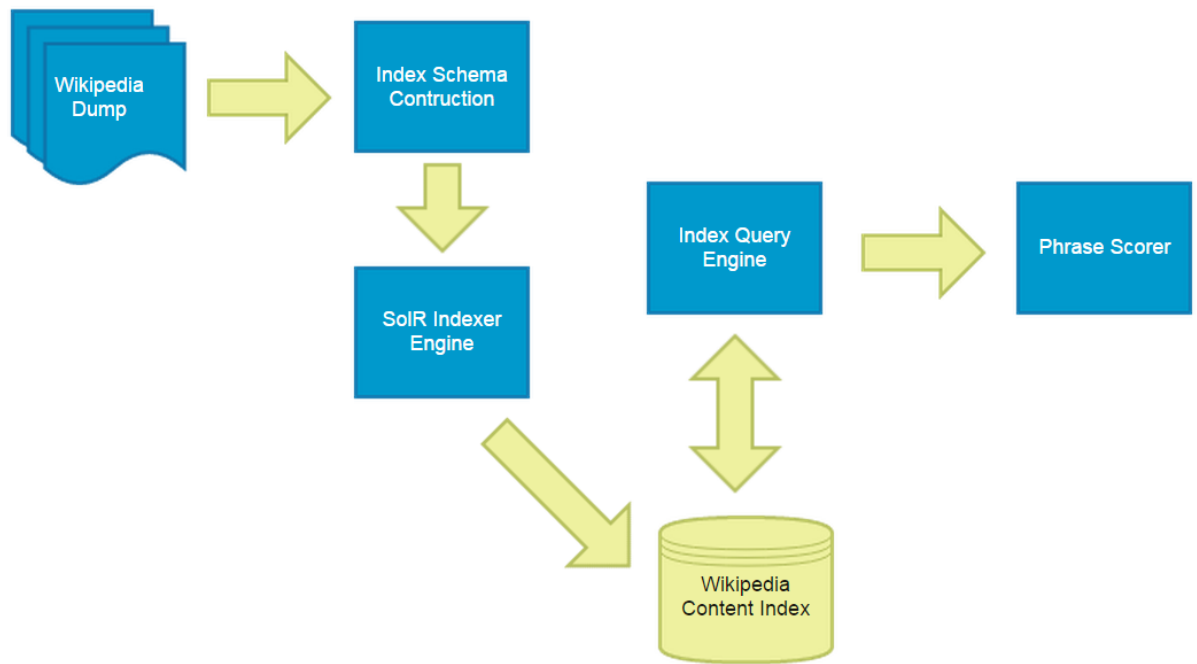 Wikipedia
Dump
Index Schema
Contruction
SolR Indexer
Engine
Index Query
Engine
Phrase Scorer
Wikipedia
Content Index